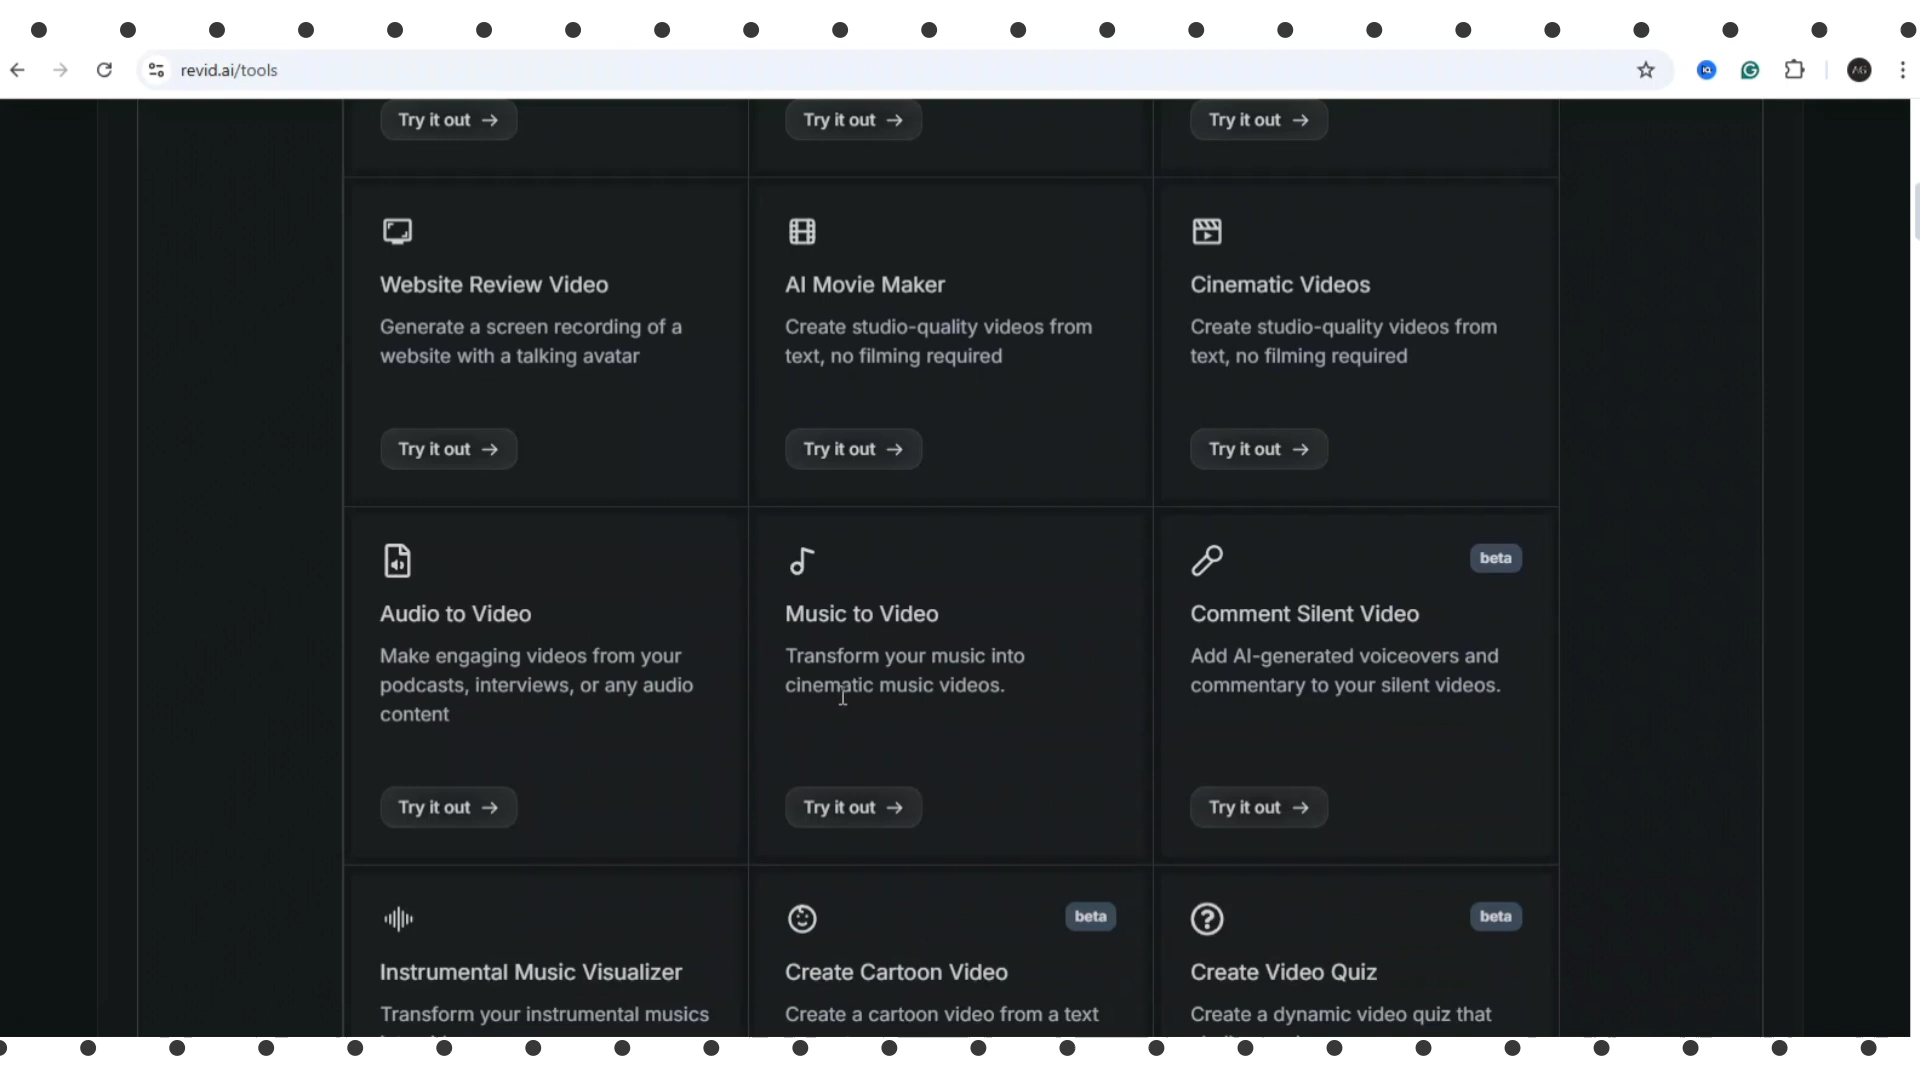 revid.ai/tools
AG
Try it out → Try it out → Try it out →
Website Review Video
Generate a screen recording of a
website with a talking avatar
Try it out →
AI Movie Maker
Create studio-quality videos from
text, no filming required
Try it out →
Cinematic Videos
Create studio-quality videos from
text, no filming required
Try it out →
Audio to Video
Make engaging videos from your
podcasts, interviews, or any audio
content
Try it out →
Music to Video
Transform your music into
cinematic music videos.
Try it out →
beta
Comment Silent Video
Add AI-generated voiceovers and
commentary to your silent videos.
Try it out →
Instrumental Music Visualizer
Transform your instrumental musics
beta
Create Cartoon Video
Create a cartoon video from a text
beta
Create Video Quiz
Create a dynamic video quiz that